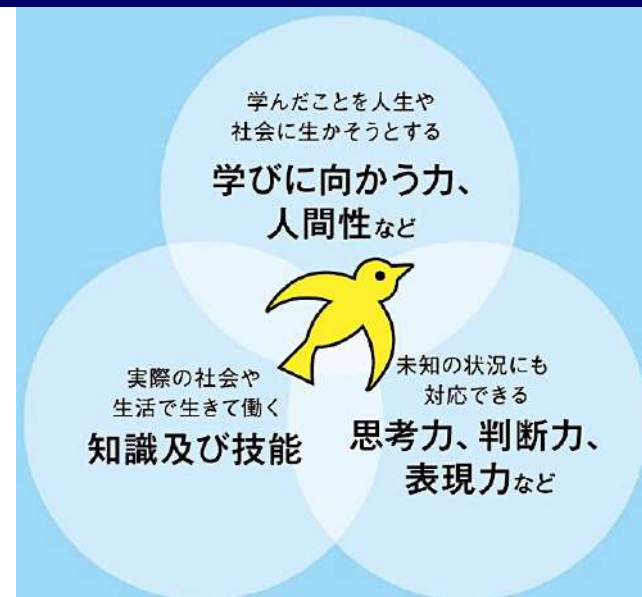 学んだことを人生や
社会に生かそうとする
学びに向かう力、
人間性など
実際の社会や
生活で生きて働く
知識及び技能
未知の状況にも
対応できる
思考力、判断力、
表現力など